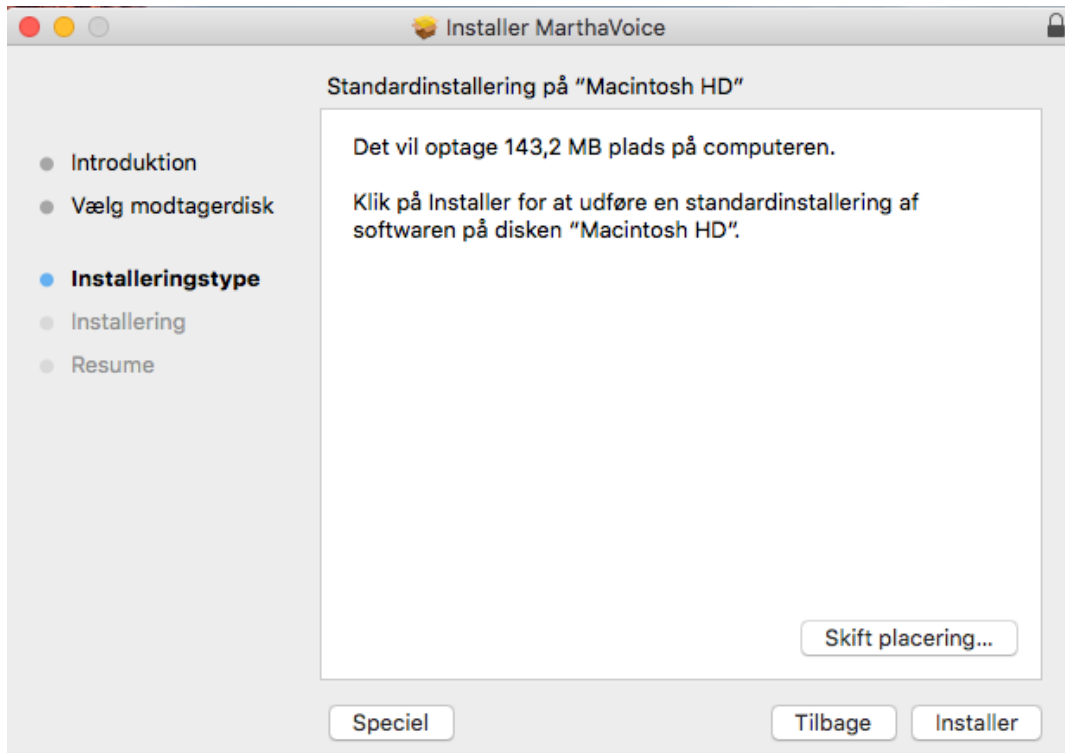 Installer MarthaVoice
Standardinstallering på “Macintosh HD”
Introduktion
Vælg modtagerdisk
Installeringstype
Installering
Resume
Det vil optage 143,2 MB plads på computeren.
Klik på Installer for at udføre en standardinstallering af
softwaren på disken “Macintosh HD”.
Skift placering...
Speciel
Tilbage
Installer